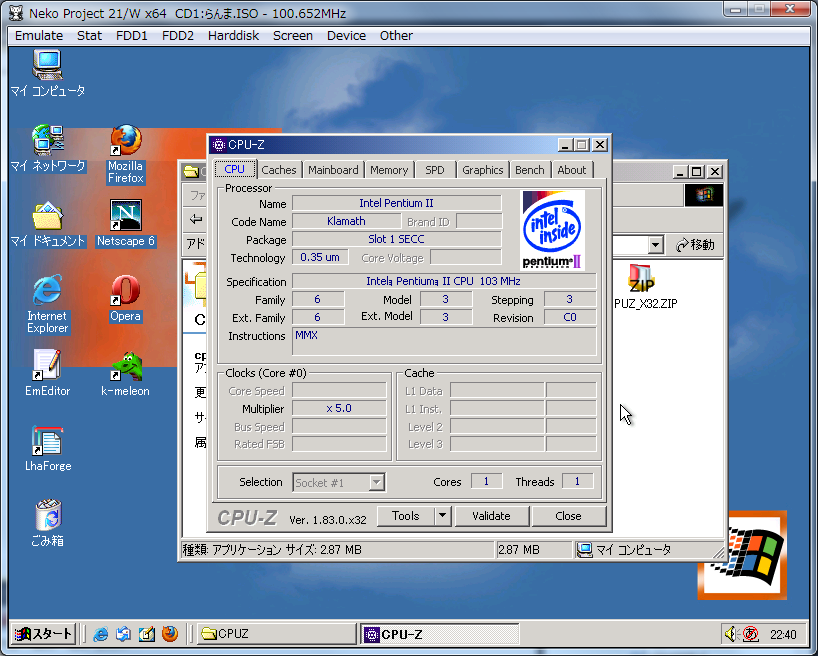 Neko Project 21/W x64 CD1:らんま.ISO - 100.652MHz
Emulate Stat FDD1 FDD2 Harddisk Screen Device Other
マイ コンピュータ
マイ ネットワーク
Mozilla
Firefox
マイ ドキュメント
Netscape 6
Internet
Explorer
Opera
EmEditor
k-meleon
LhaForge
ごみ箱
移動
ZIP
PUZ_X32.ZIP
CPU-Z
CPU Caches Mainboard Memory SPD Graphics Bench About
Processor
Name Intel Pentium II
Code Name Klamath Brand ID
Package Slot 1 SECC
Technology 0.35 um Core Voltage
intel inside
pentium II
Specification Intel® Pentium® II CPU 103 MHz
Family 6 Model 3 Stepping 3
Ext. Family 6 Ext. Model 3 Revision C0
Instructions MMX
Clocks (Core #0)
Core Speed
Multiplier x 5.0
Bus Speed
Rated FSB
Cache
L1 Data
L1 Inst.
Level 2
Level 3
Selection Socket #1 Cores 1 Threads 1
CPU-Z Ver. 1.83.0.x32 Tools Validate Close
種類: アプリケーション サイズ: 2.87 MB 2.87 MB マイ コンピュータ
スタート CPUZ CPU-Z 22:40